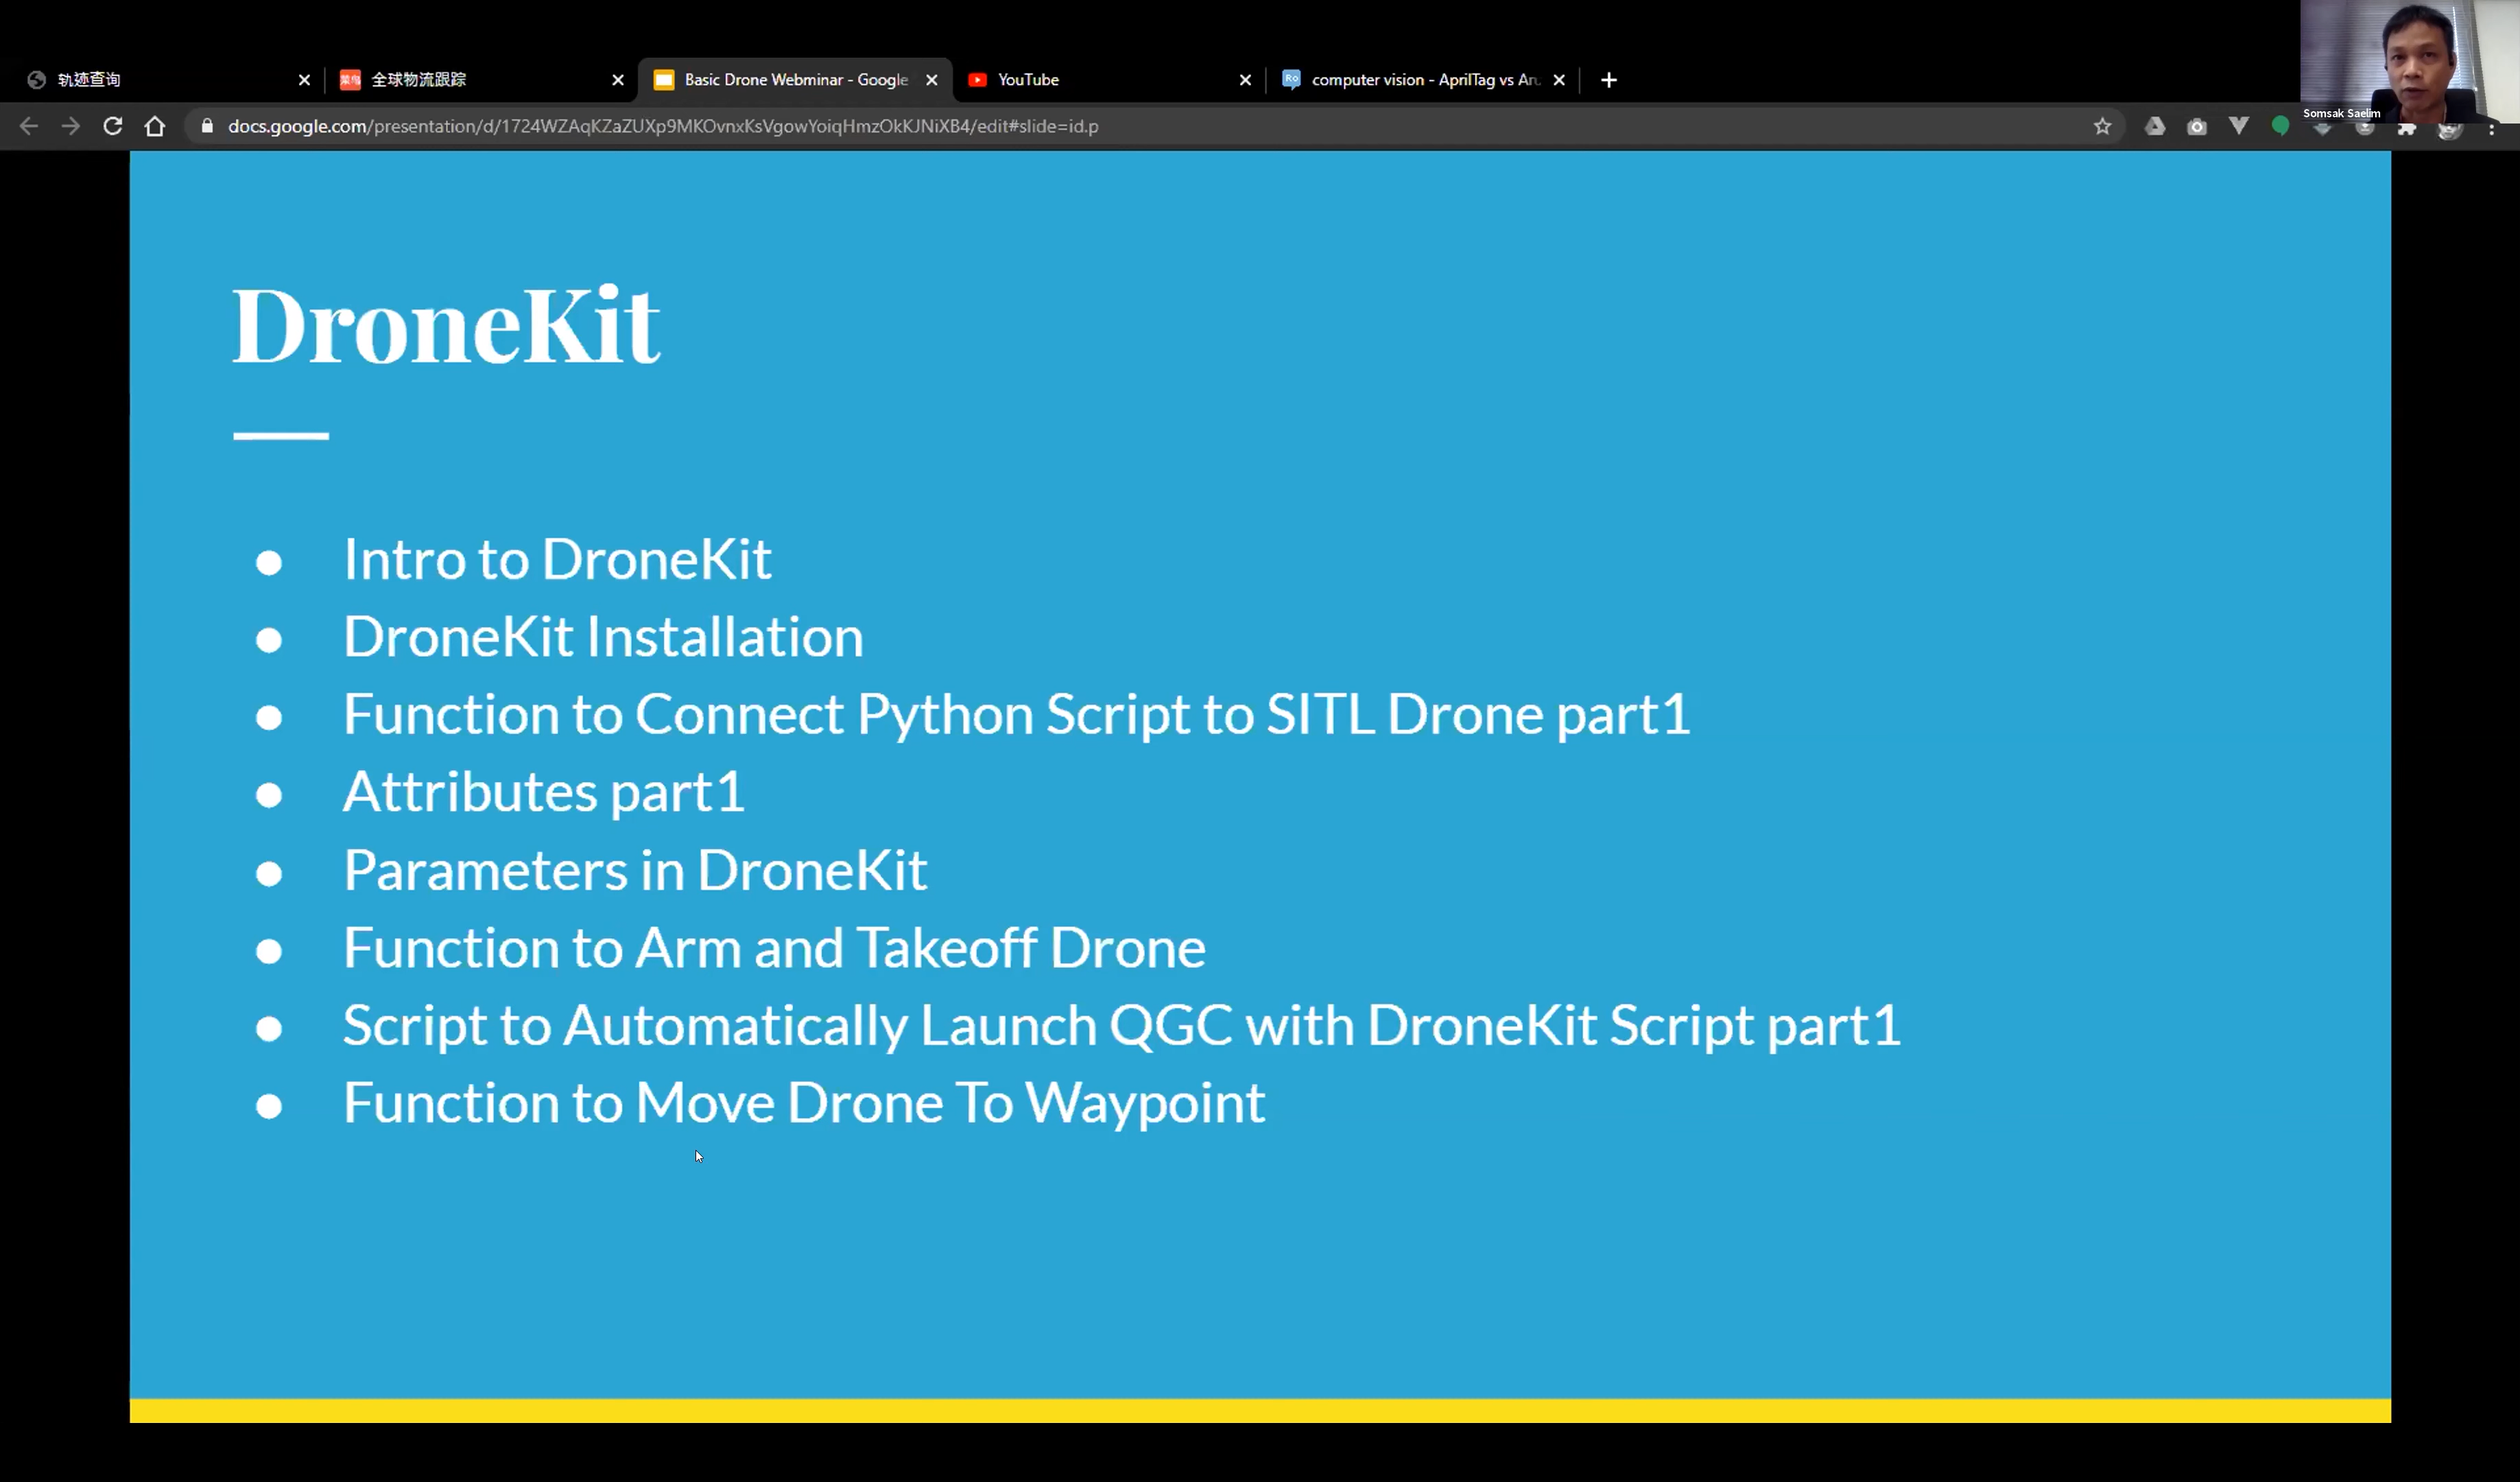 轨迹查询
全球物流跟踪
Basic Drone Webminar - Google
YouTube
computer vision - AprilTag vs Aru
Somsak Saelim
docs.google.com/presentation/d/1724WZAqKZaZUXp9MKOvnxKsVgowYoiqHmzOkKJNiXB4/edit#slide=id.p
DroneKit
Intro to DroneKit
DroneKit Installation
Function to Connect Python Script to SITL Drone part1
Attributes part1
Parameters in DroneKit
Function to Arm and Takeoff Drone
Script to Automatically Launch QGC with DroneKit Script part1
Function to Move Drone To Waypoint